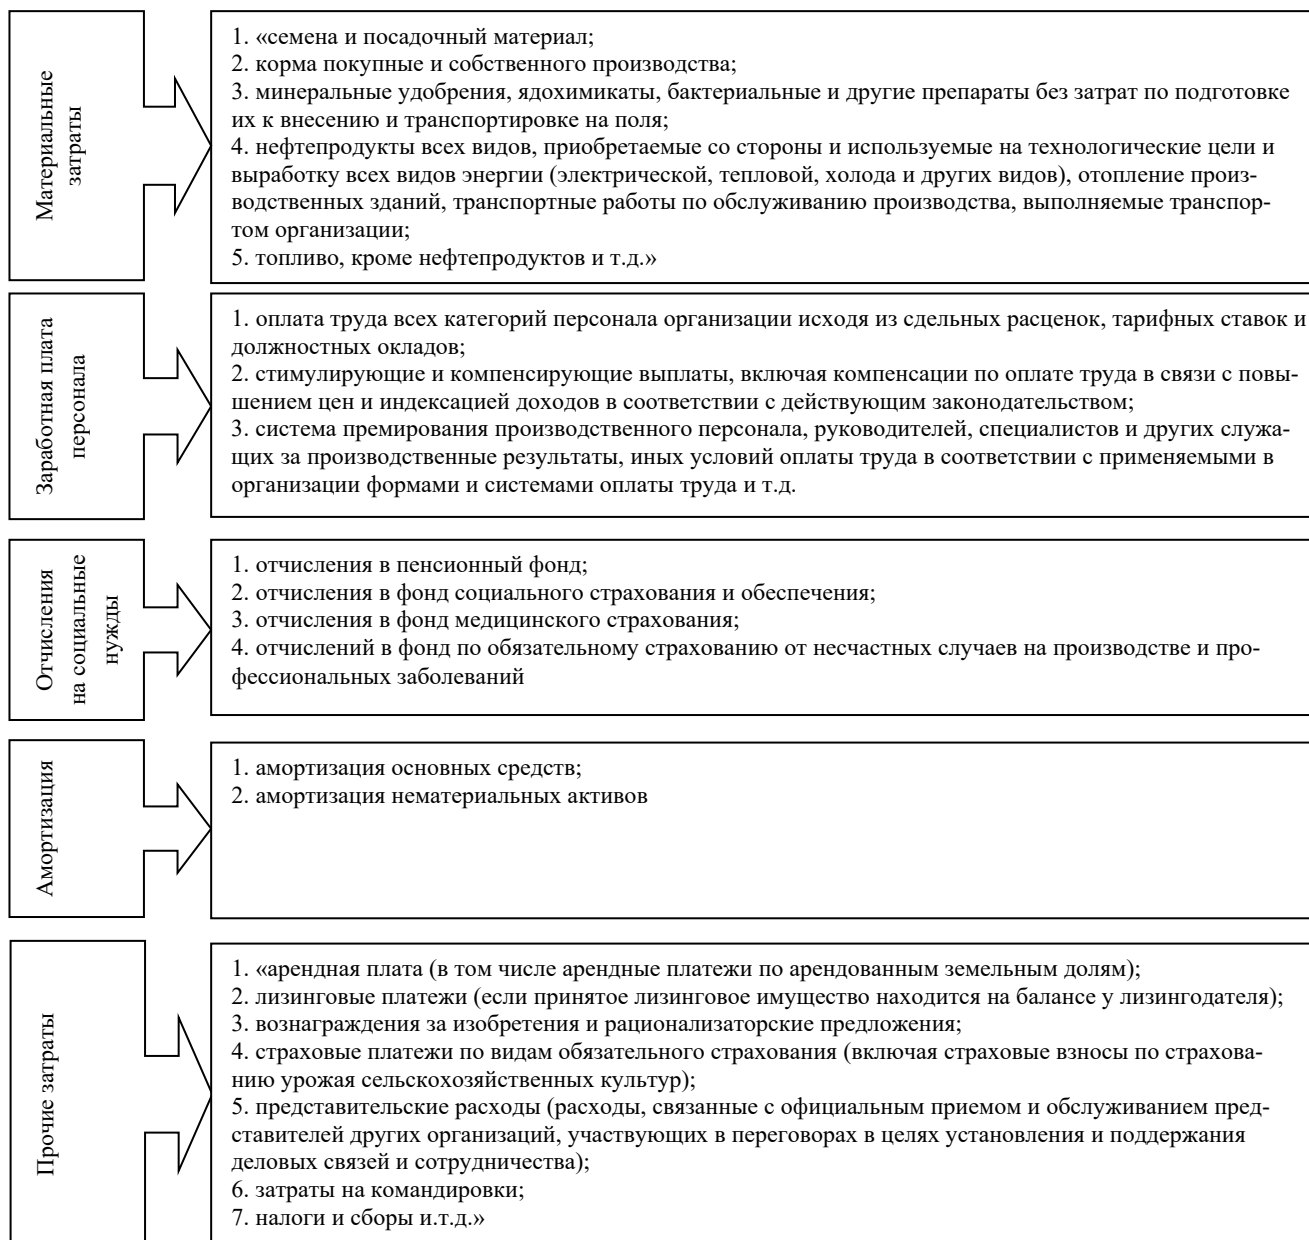 Материальные
затраты
1. «семена и посадочный материал;
2. корма покупные и собственного производства;
3. минеральные удобрения, ядохимикаты, бактериальные и другие препараты без затрат по подготовке
их к внесению и транспортировке на поля;
4. нефтепродукты всех видов, приобретаемые со стороны и используемые на технологические цели и
выработку всех видов энергии (электрической, тепловой, холода и других видов), отопление произ-
водственных зданий, транспортные работы по обслуживанию производства, выполняемые транспор-
том организации;
5. топливо, кроме нефтепродуктов и т.д.»
Заработная плата
персонала
1. оплата труда всех категорий персонала организации исходя из сдельных расценок, тарифных ставок и
должностных окладов;
2. стимулирующие и компенсирующие выплаты, включая компенсации по оплате труда в связи с повы-
шением цен и индексацией доходов в соответствии с действующим законодательством;
3. система премирования производственного персонала, руководителей, специалистов и других служа-
щих за производственные результаты, иных условий оплаты труда в соответствии с применяемыми в
организации формами и системами оплаты труда и т.д.
Отчисления
на социальные
нужды
1. отчисления в пенсионный фонд;
2. отчисления в фонд социального страхования и обеспечения;
3. отчисления в фонд медицинского страхования;
4. отчислений в фонд по обязательному страхованию от несчастных случаев на производстве и про-
фессиональных заболеваний
Амортизация
1. амортизация основных средств;
2. амортизация нематериальных активов
Прочие затраты
1. «арендная плата (в том числе арендные платежи по арендованным земельным долям);
2. лизинговые платежи (если принятое лизинговое имущество находится на балансе у лизингодателя);
3. вознаграждения за изобретения и рационализаторские предложения;
4. страховые платежи по видам обязательного страхования (включая страховые взносы по страхова-
нию урожая сельскохозяйственных культур);
5. представительские расходы (расходы, связанные с официальным приемом и обслуживанием пред-
ставителей других организаций, участвующих в переговорах в целях установления и поддержания
деловых связей и сотрудничества);
6. затраты на командировки;
7. налоги и сборы и.т.д.»